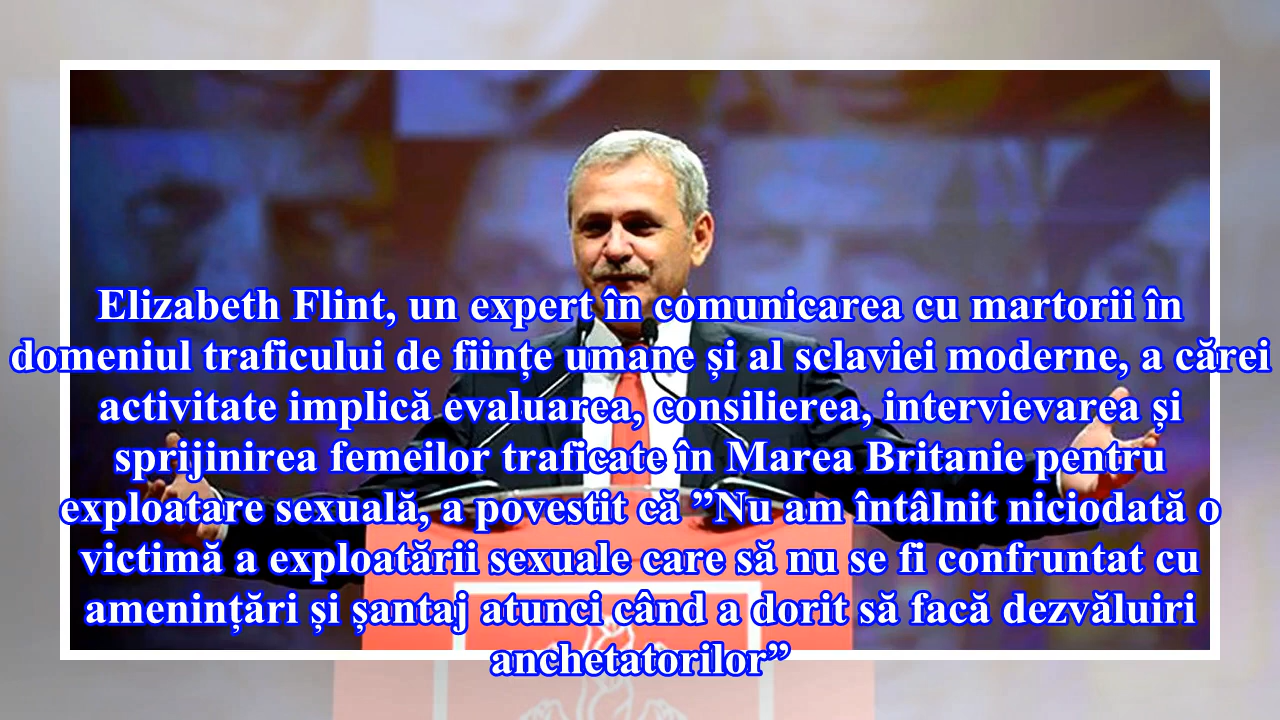 Elizabeth Flint, un expert în comunicarea cu martorii în
domeniul traficului de ființe umane și al sclaviei moderne, a cărei
activitate implică evaluarea, consilierea, intervievarea și
sprijinirea femeilor traficate în Marea Britanie pentru
exploatare sexuală, a povestit că ”Nu am întâlnit niciodată o
victimă a exploatării sexuale care să nu se fi confruntat cu
amenințări și șantaj atunci când a dorit să facă dezvăluiri
anchetatorilor”